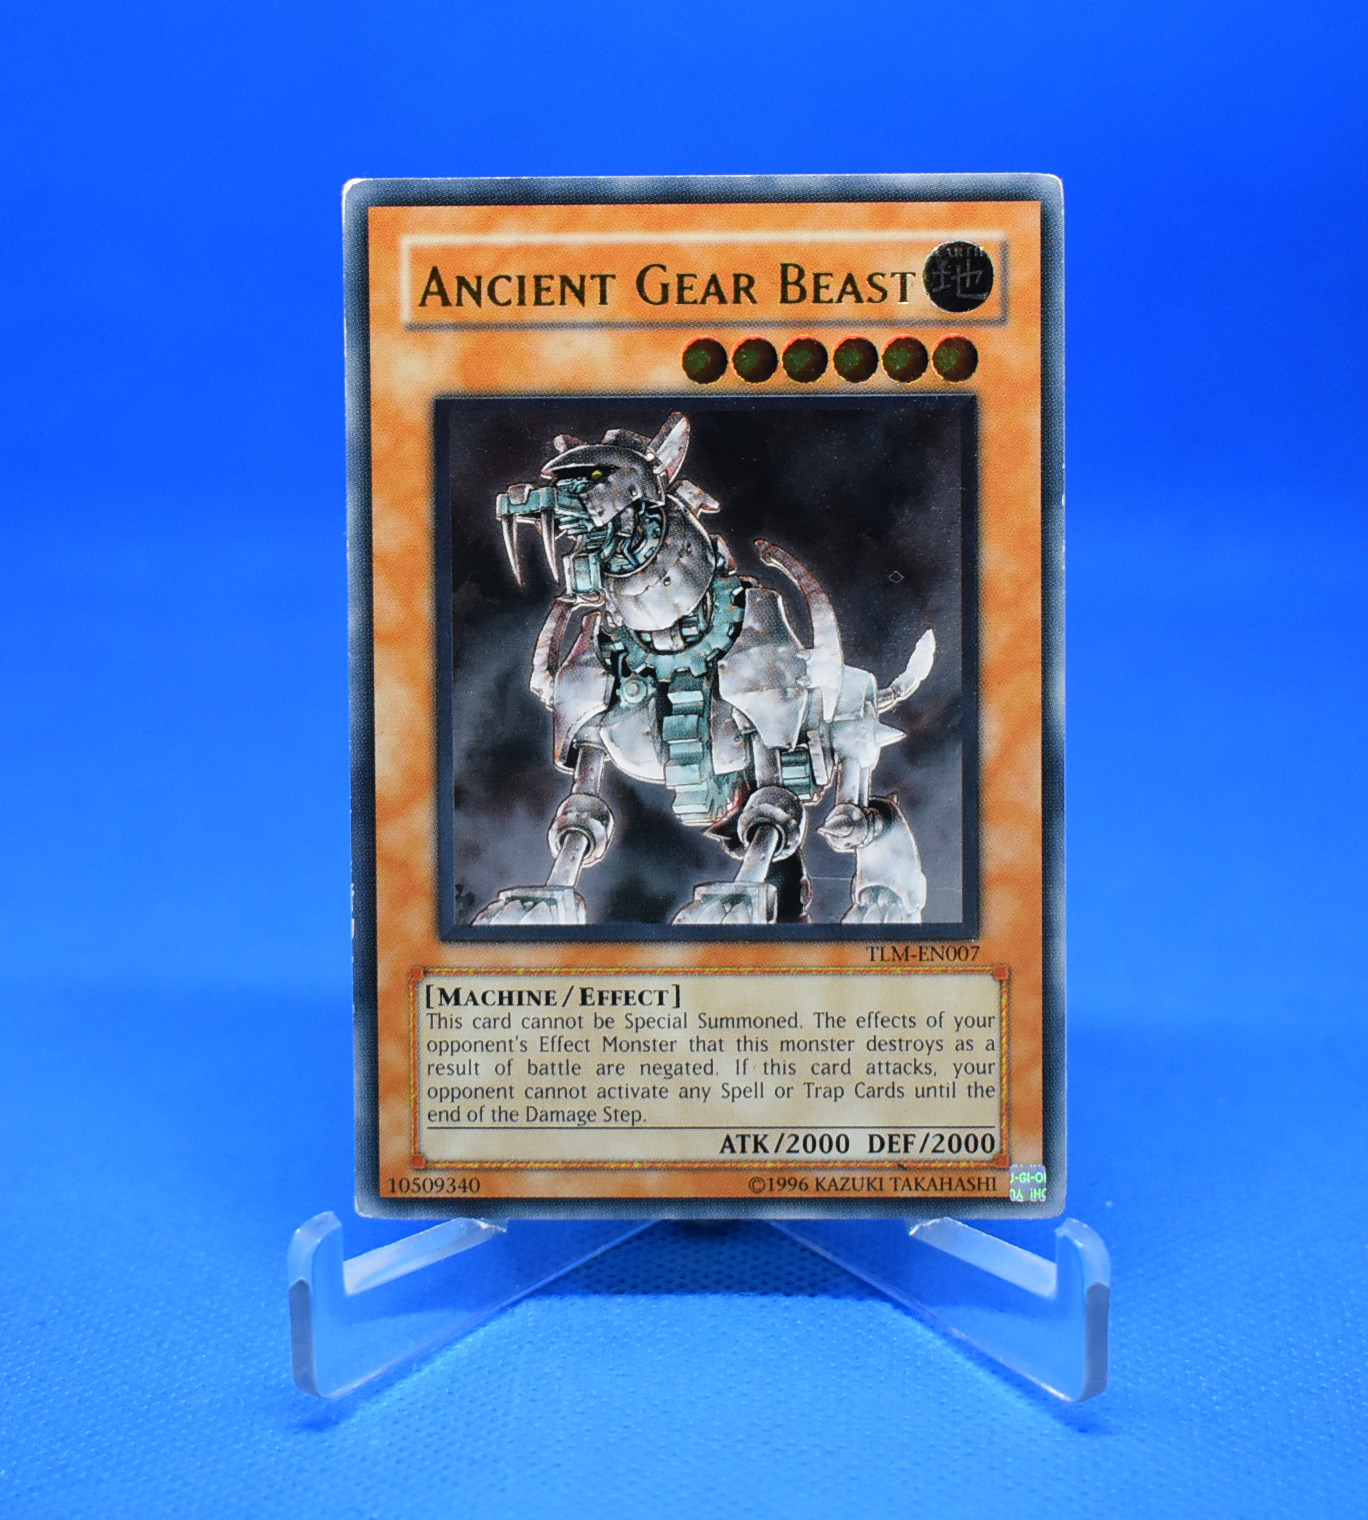 ANCIENT GEAR BEAST
EARTH
地
TLM-EN007
[MACHINE/EFFECT]
This card cannot be Special Summoned. The effects of your
opponent's Effect Monster that this monster destroys as a
result of battle are negated. If this card attacks, your
opponent cannot activate any Spell or Trap Cards until the
end of the Damage Step.
ATK/2000 DEF/2000
10509340 ©1996 KAZUKI TAKAHASHI